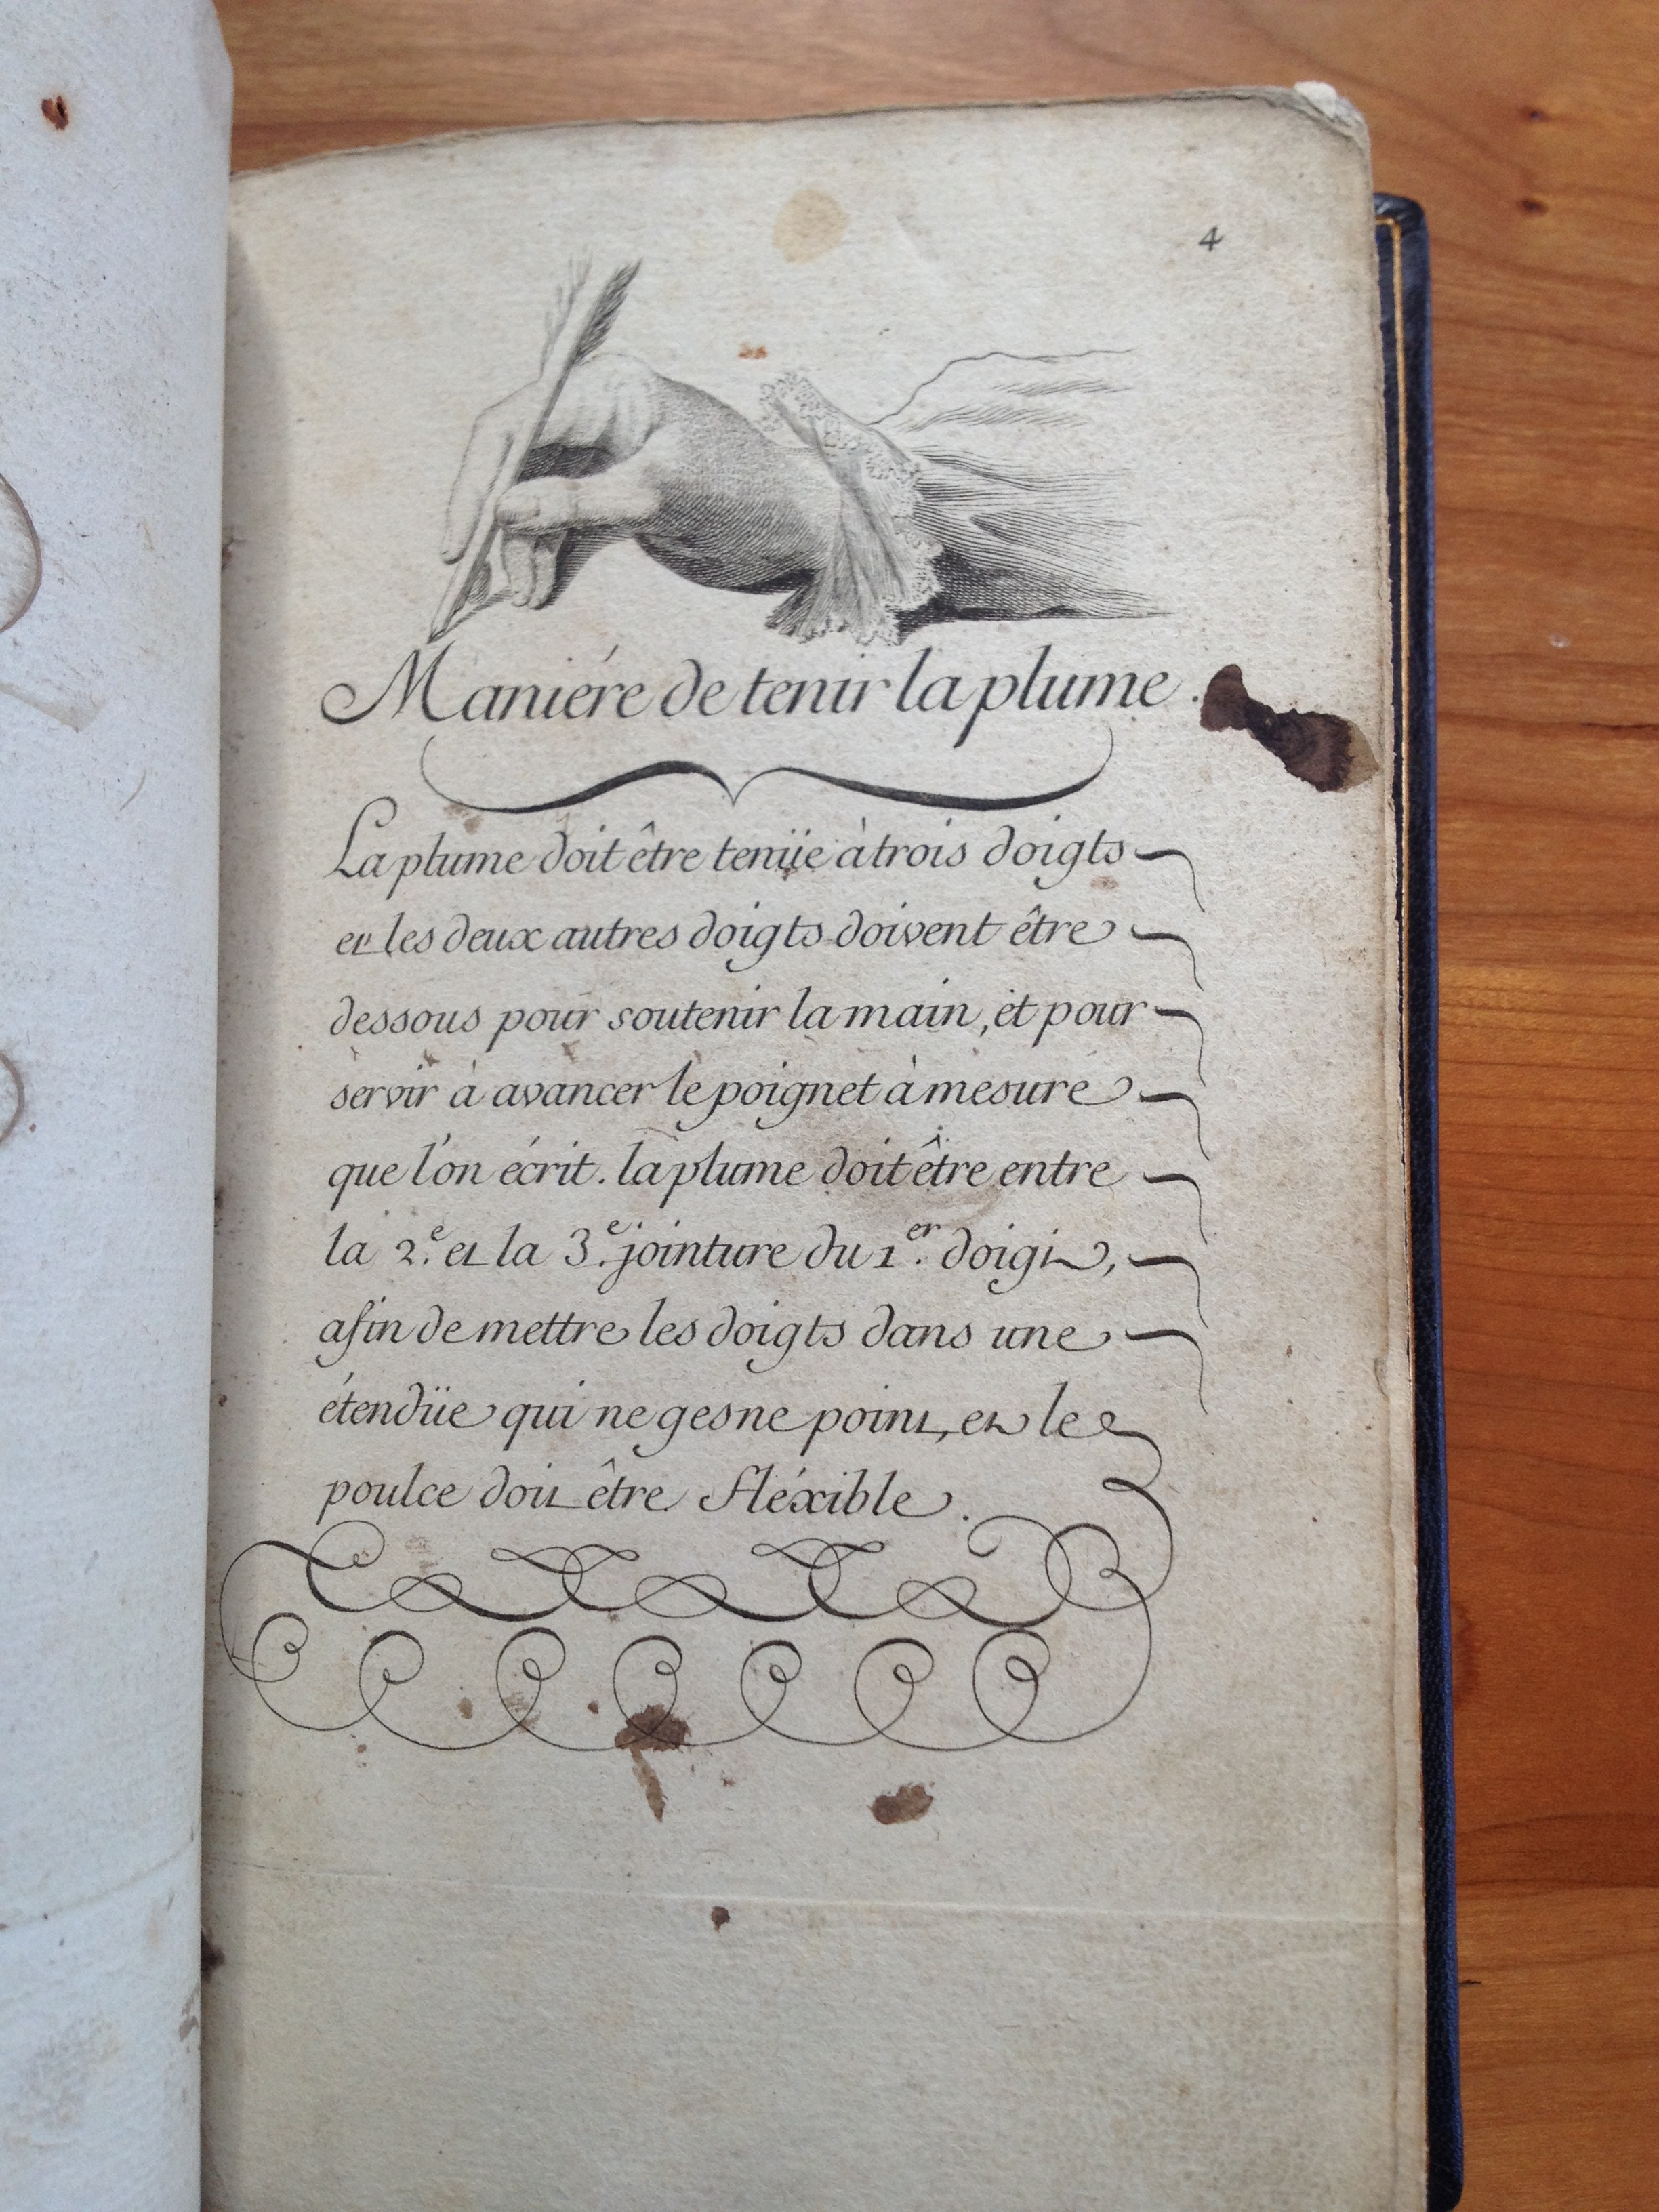 4
Maniére de tenir la plume.
La plume doit être tenüe à trois doigts
et les deux autres doigts doivent être
dessous pour soutenir la main, et pour
servir à avancer le poignet à mesure
que l'on écrit. la plume doit être entre
la 2.e et la 3.e jointure du 1.er doigt,
afin de mettre les doigts dans une
étendüe qui ne gesne point, et le
poulce doit être fléxible.